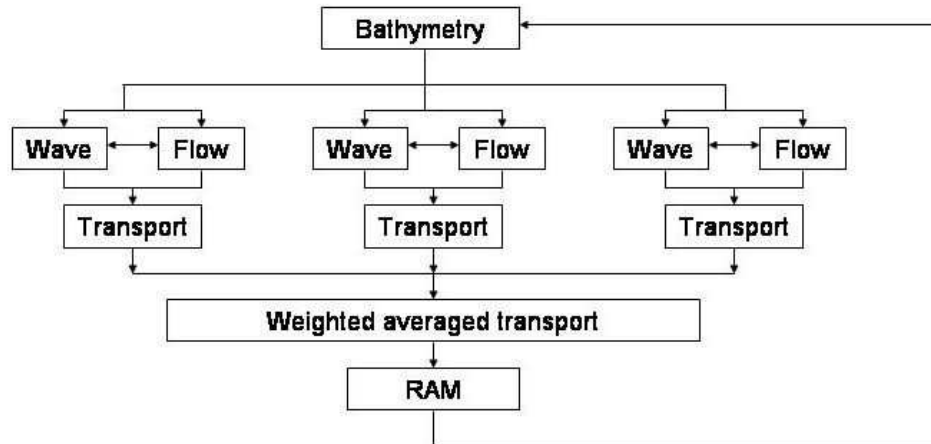 Bathymetry
Wave Flow Wave Flow Wave Flow
Transport Transport Transport
Weighted averaged transport
RAM